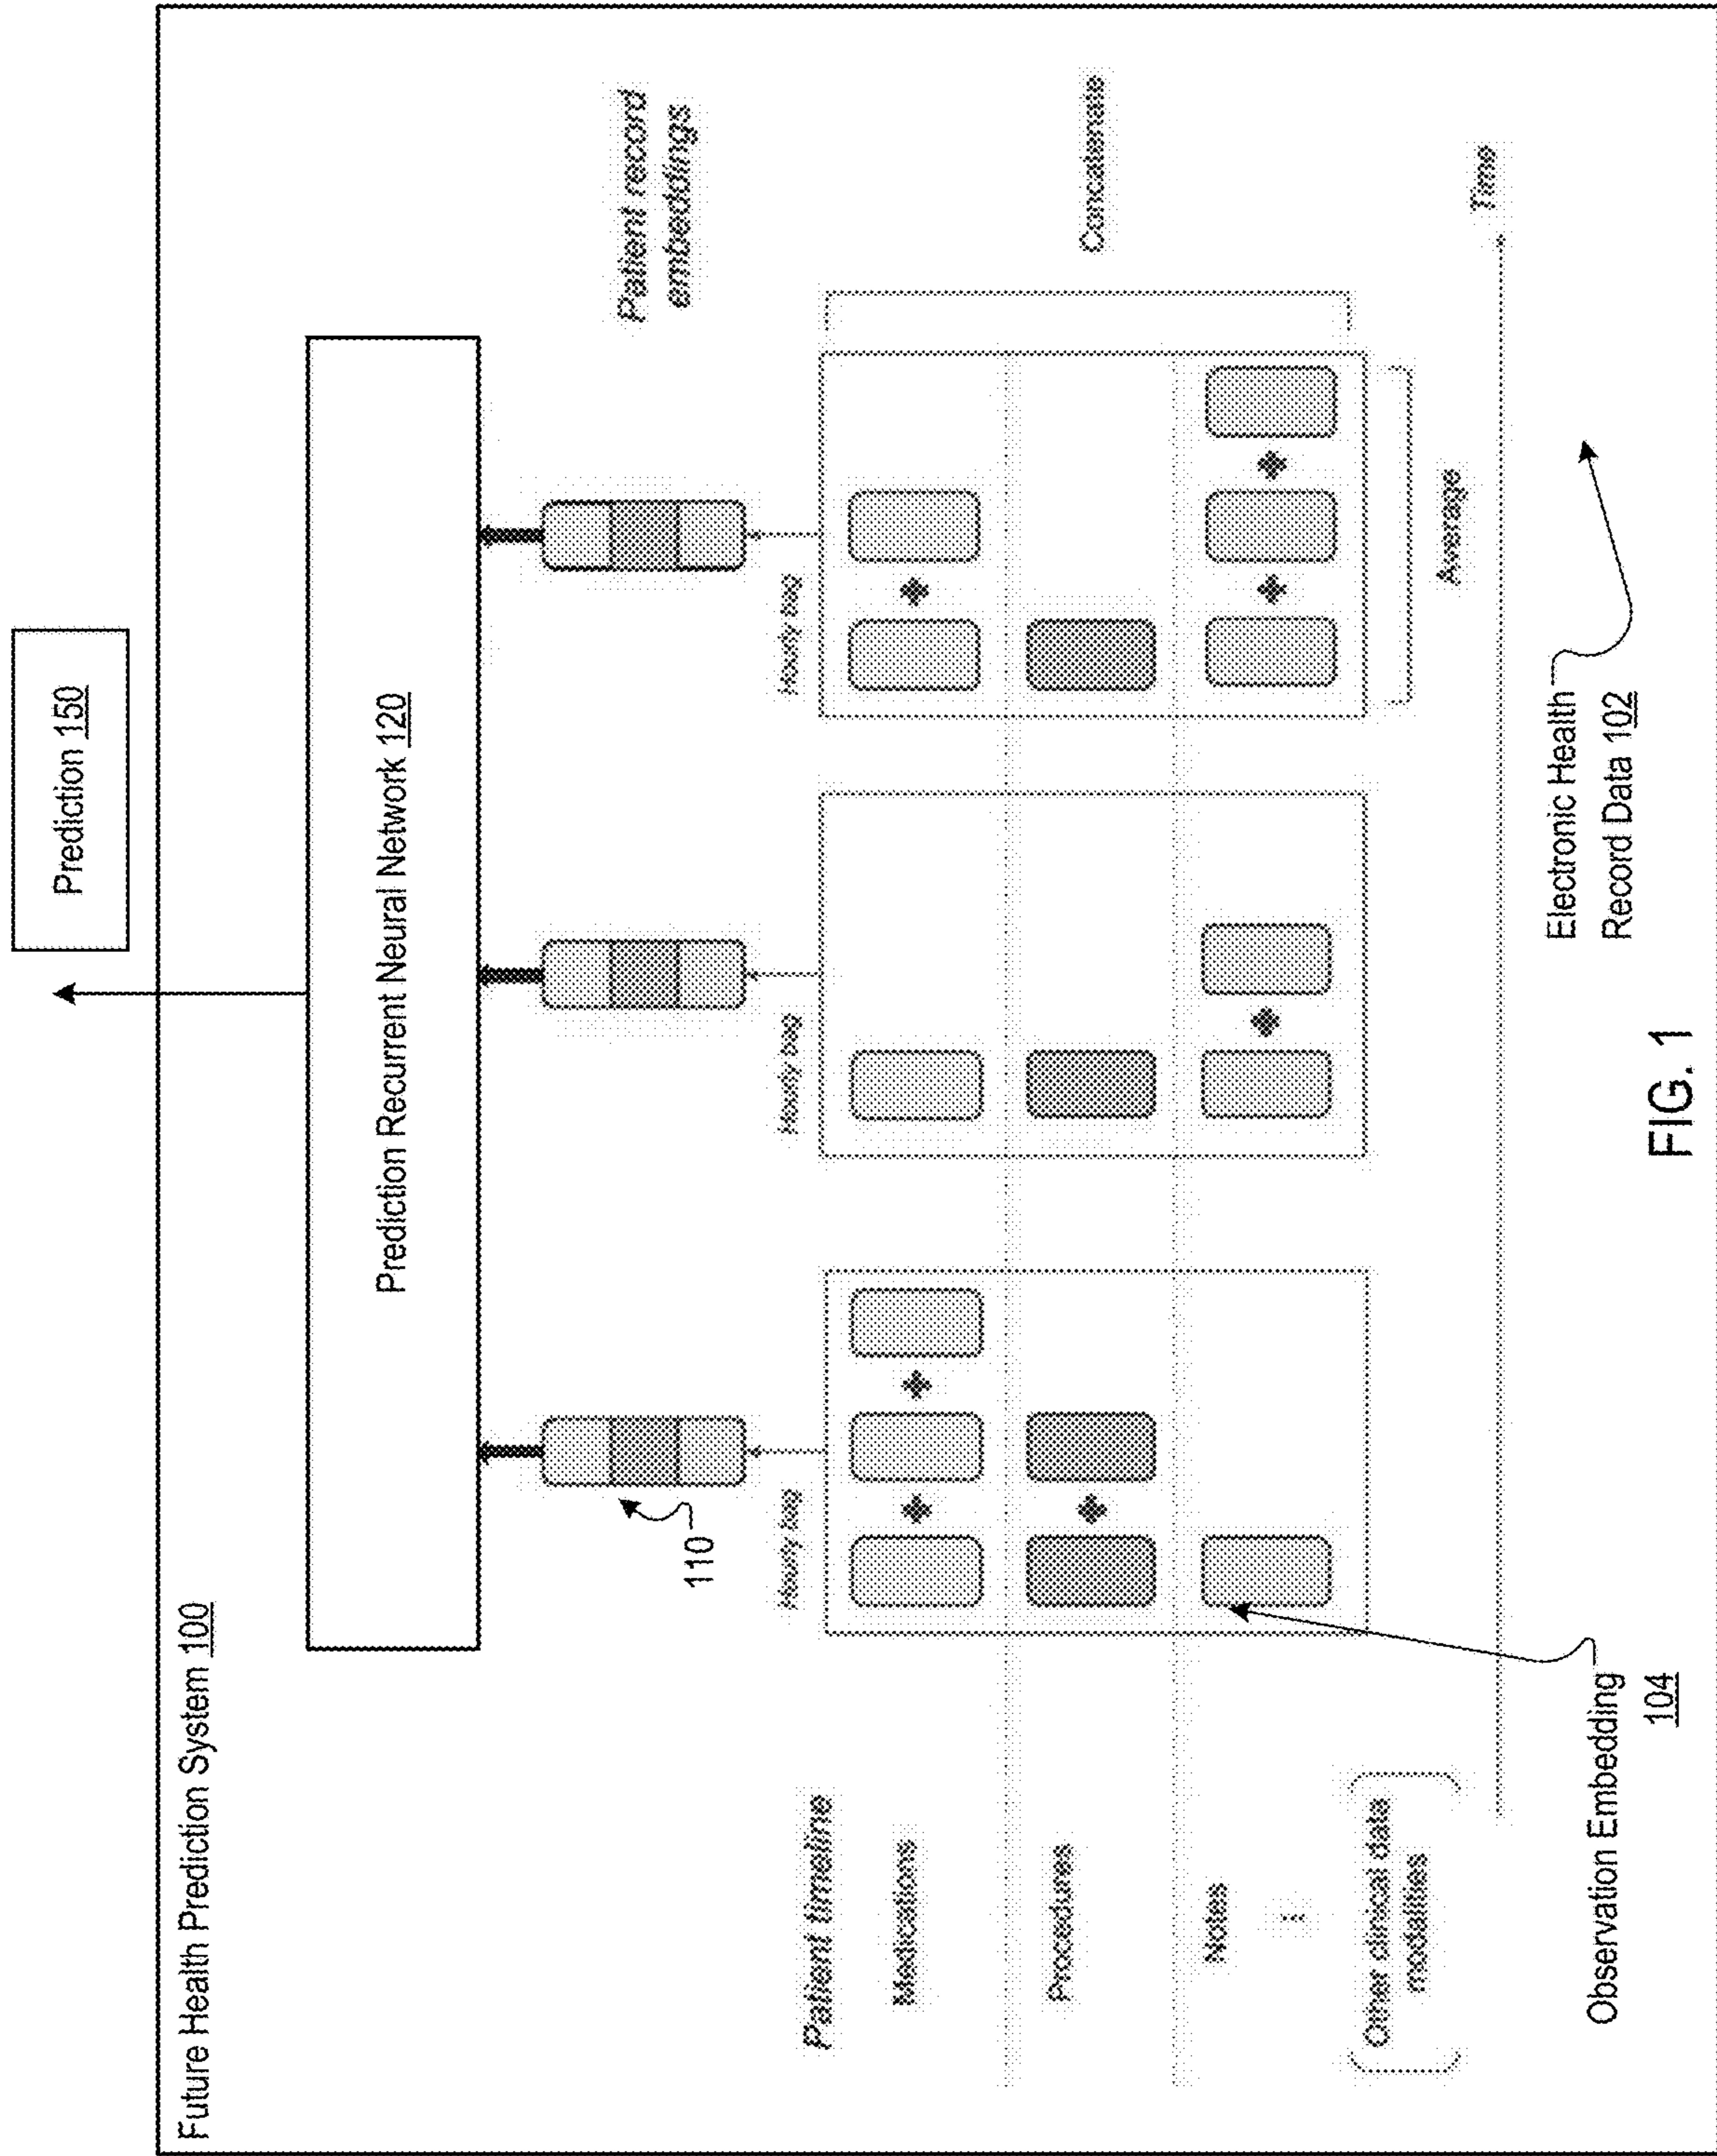 Prediction 150
Future Health Prediction System 100
Prediction Recurrent Neural Network 120
110
Patient record
embeddings
Hourly bag
Hourly bag
Hourly bag
Patient timeline
Medications
Procedures
Notes
⋮
Other clinical data
modalities
Concatenate
Average
Time
Observation Embedding
104
Electronic Health
Record Data 102
FIG. 1